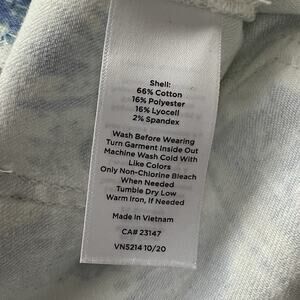 Shell:
66% Cotton
16% Polyester
16% Lyocell
2% Spandex
Wash Before Wearing
Turn Garment Inside Out
Machine Wash Cold With
Like Colors
Only Non-Chlorine Bleach
When Needed
Tumble Dry Low
Warm Iron, If Needed
Made In Vietnam
CA# 23147
VN5214 10/20